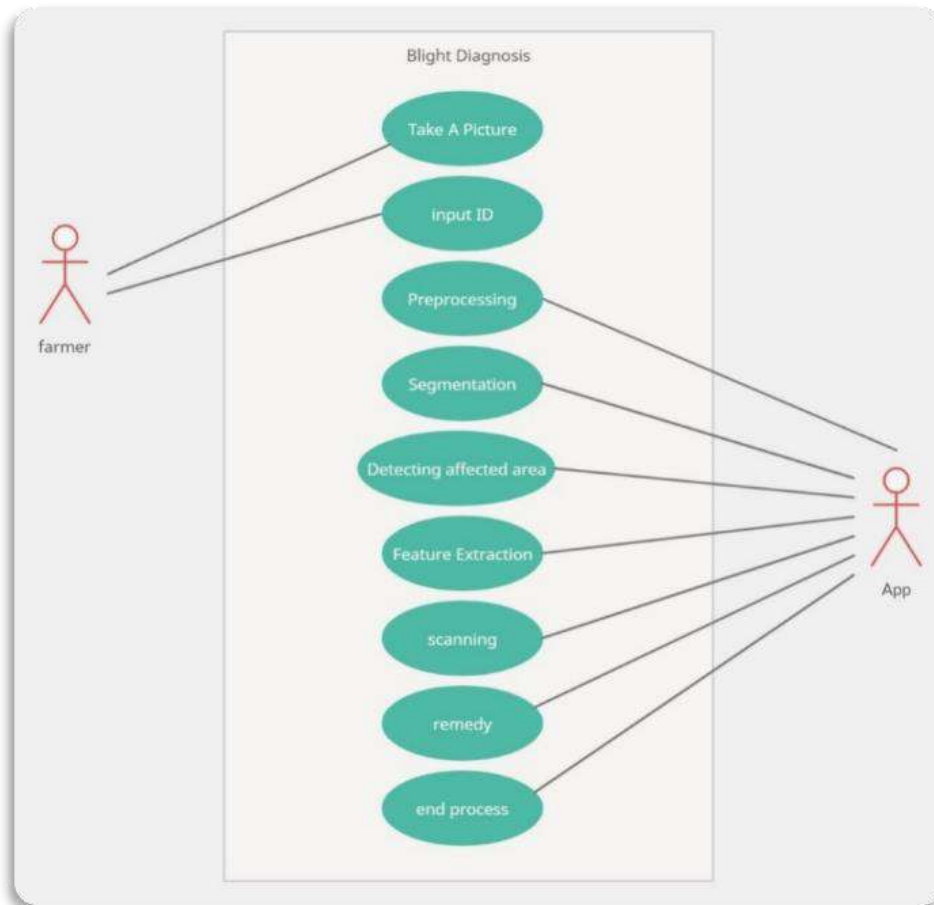 Blight Diagnosis
Take A Picture
input ID
Preprocessing
farmer
Segmentation
Detecting affected area
Feature Extraction
App
scanning
remedy
end process